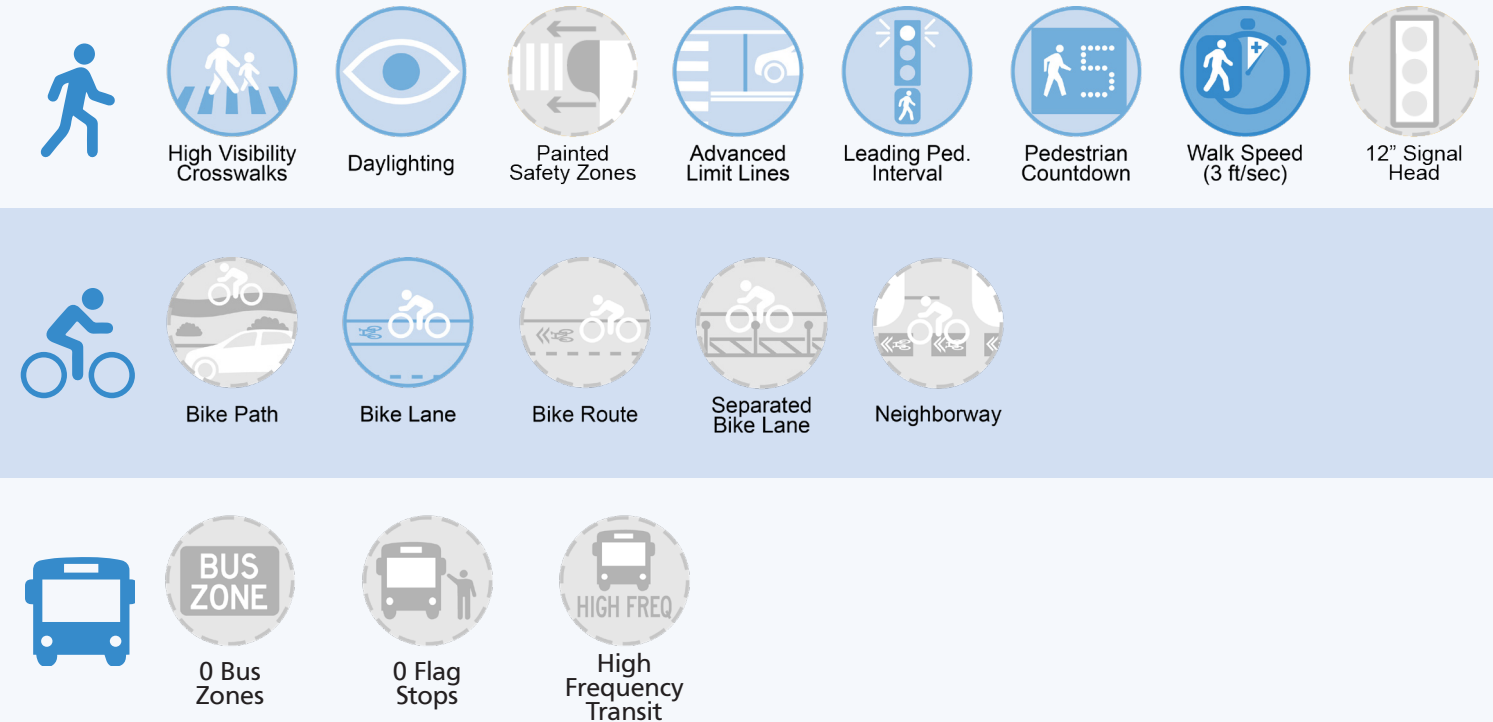 High Visibility
Crosswalks
Daylighting
Painted
Safety Zones
Advanced
Limit Lines
Leading Ped.
Interval
5
Pedestrian
Countdown
Walk Speed
(3 ft/sec)
12” Signal
Head
Bike Path
Bike Lane
Bike Route
Separated
Bike Lane
Neighborway
BUS
ZONE
0 Bus
Zones
0 Flag
Stops
HIGH FREQ
High
Frequency
Transit